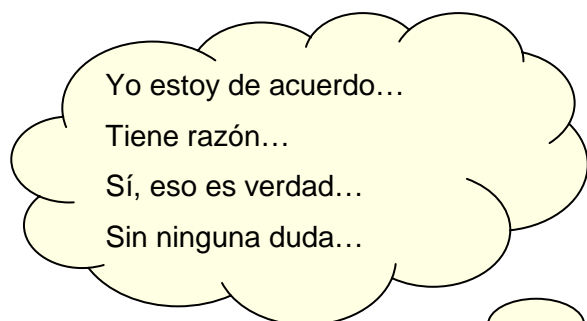 Yo estoy de acuerdo…
Tiene razón…
Sí, eso es verdad…
Sin ninguna duda…